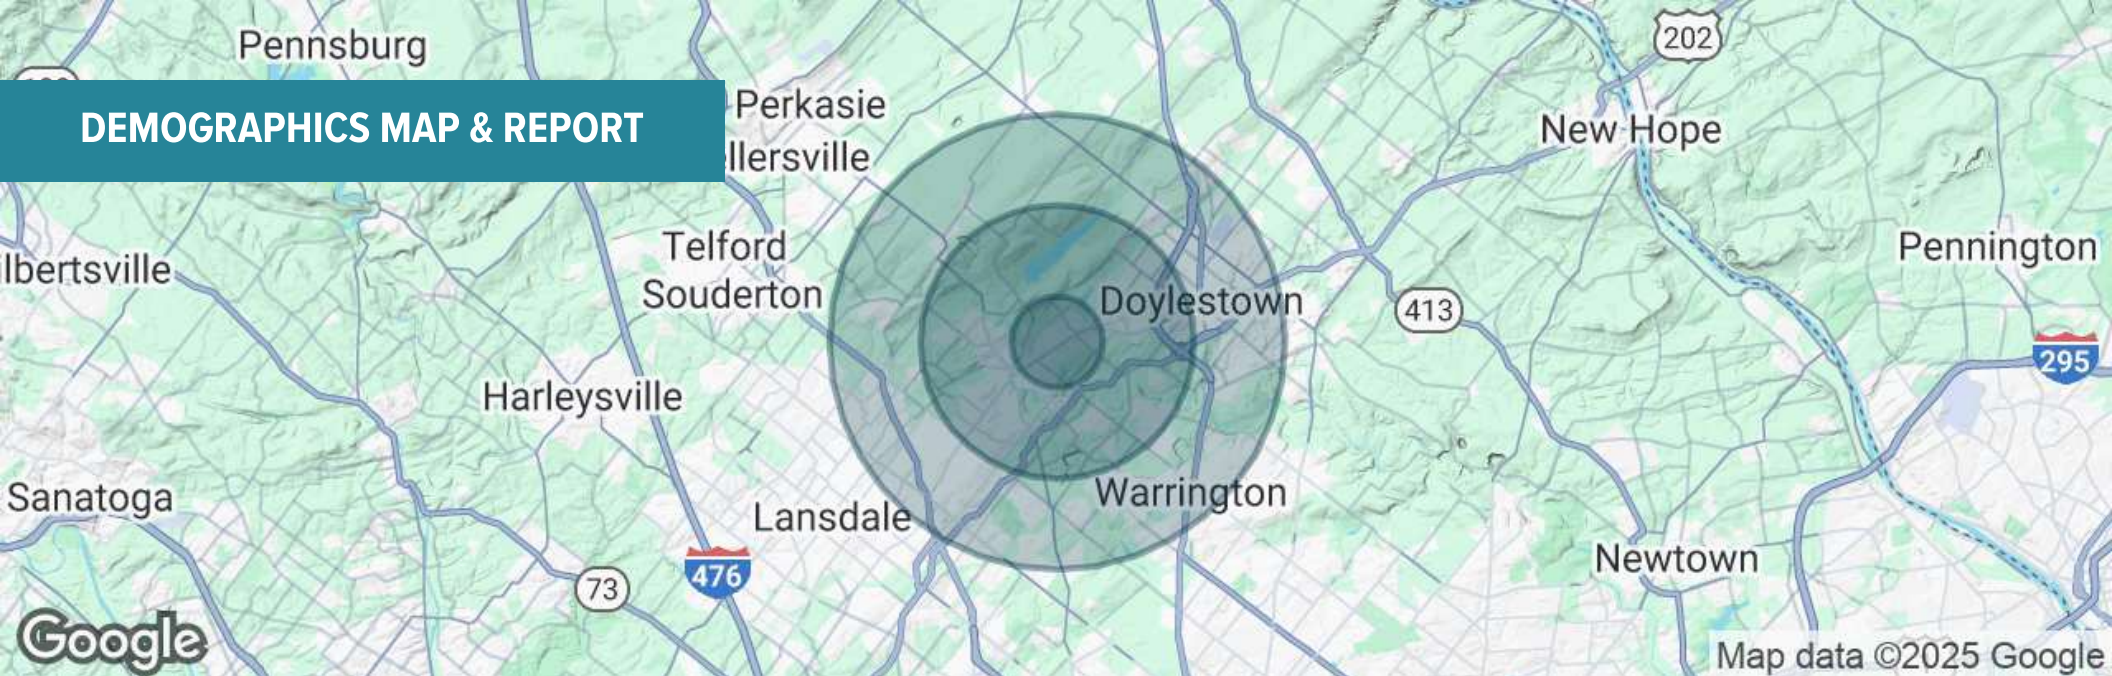 Pennsburg
202
DEMOGRAPHICS MAP & REPORT
Perkasie
New Hope
llersville
Telford
Pennington
ilbertsville
Souderton
Doylestown
413
295
Harleysville
Sanatoga
Warrington
Lansdale
476
73
Newtown
Google
Map data ©2025 Google